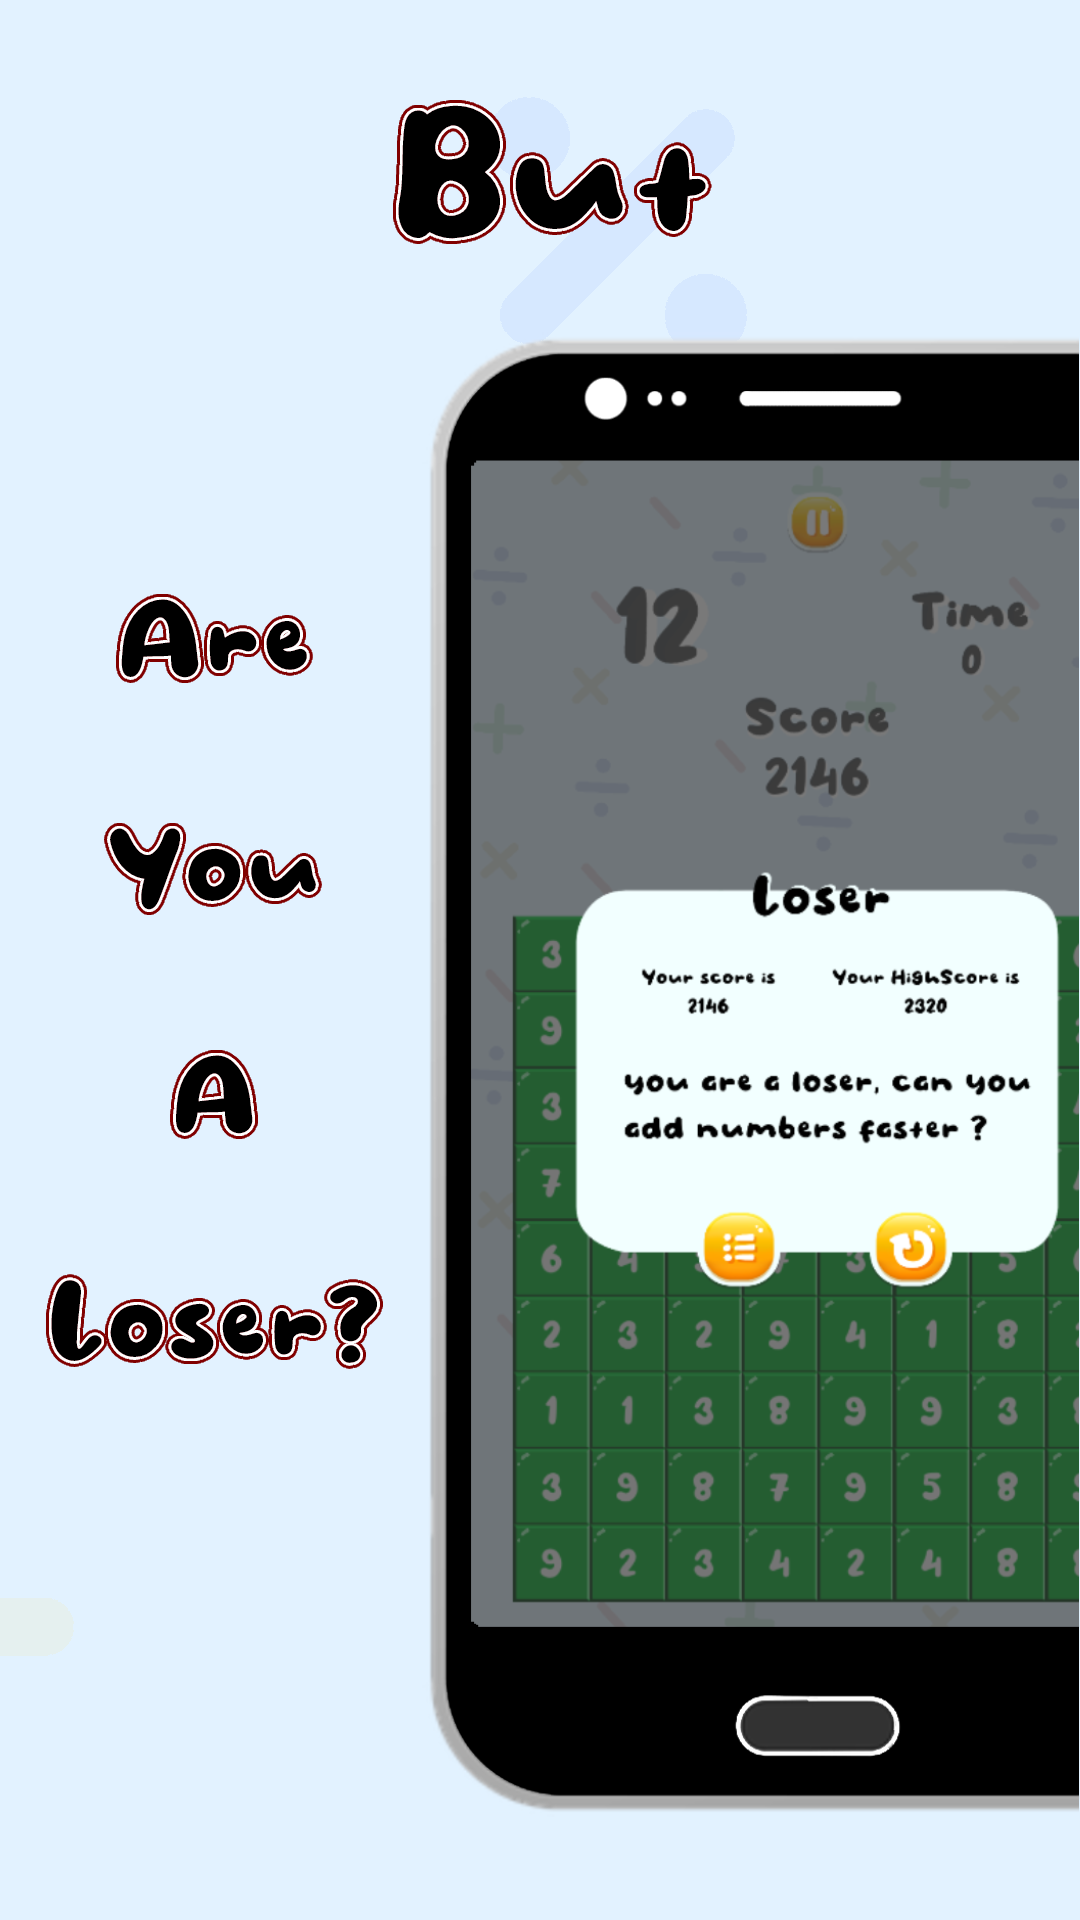 But
Are
You
A
Loser?
12
Time
0
Score
2146
Loser
Your score is
2146
Your HighScore is
2320
you are a loser, can you
add numbers faster ?
3
9
3
7
6 4 3 5
2 3 2 9 4 1 8
1 1 3 8 9 9 3
3 9 8 7 9 5 8
9 2 3 4 2 4 8